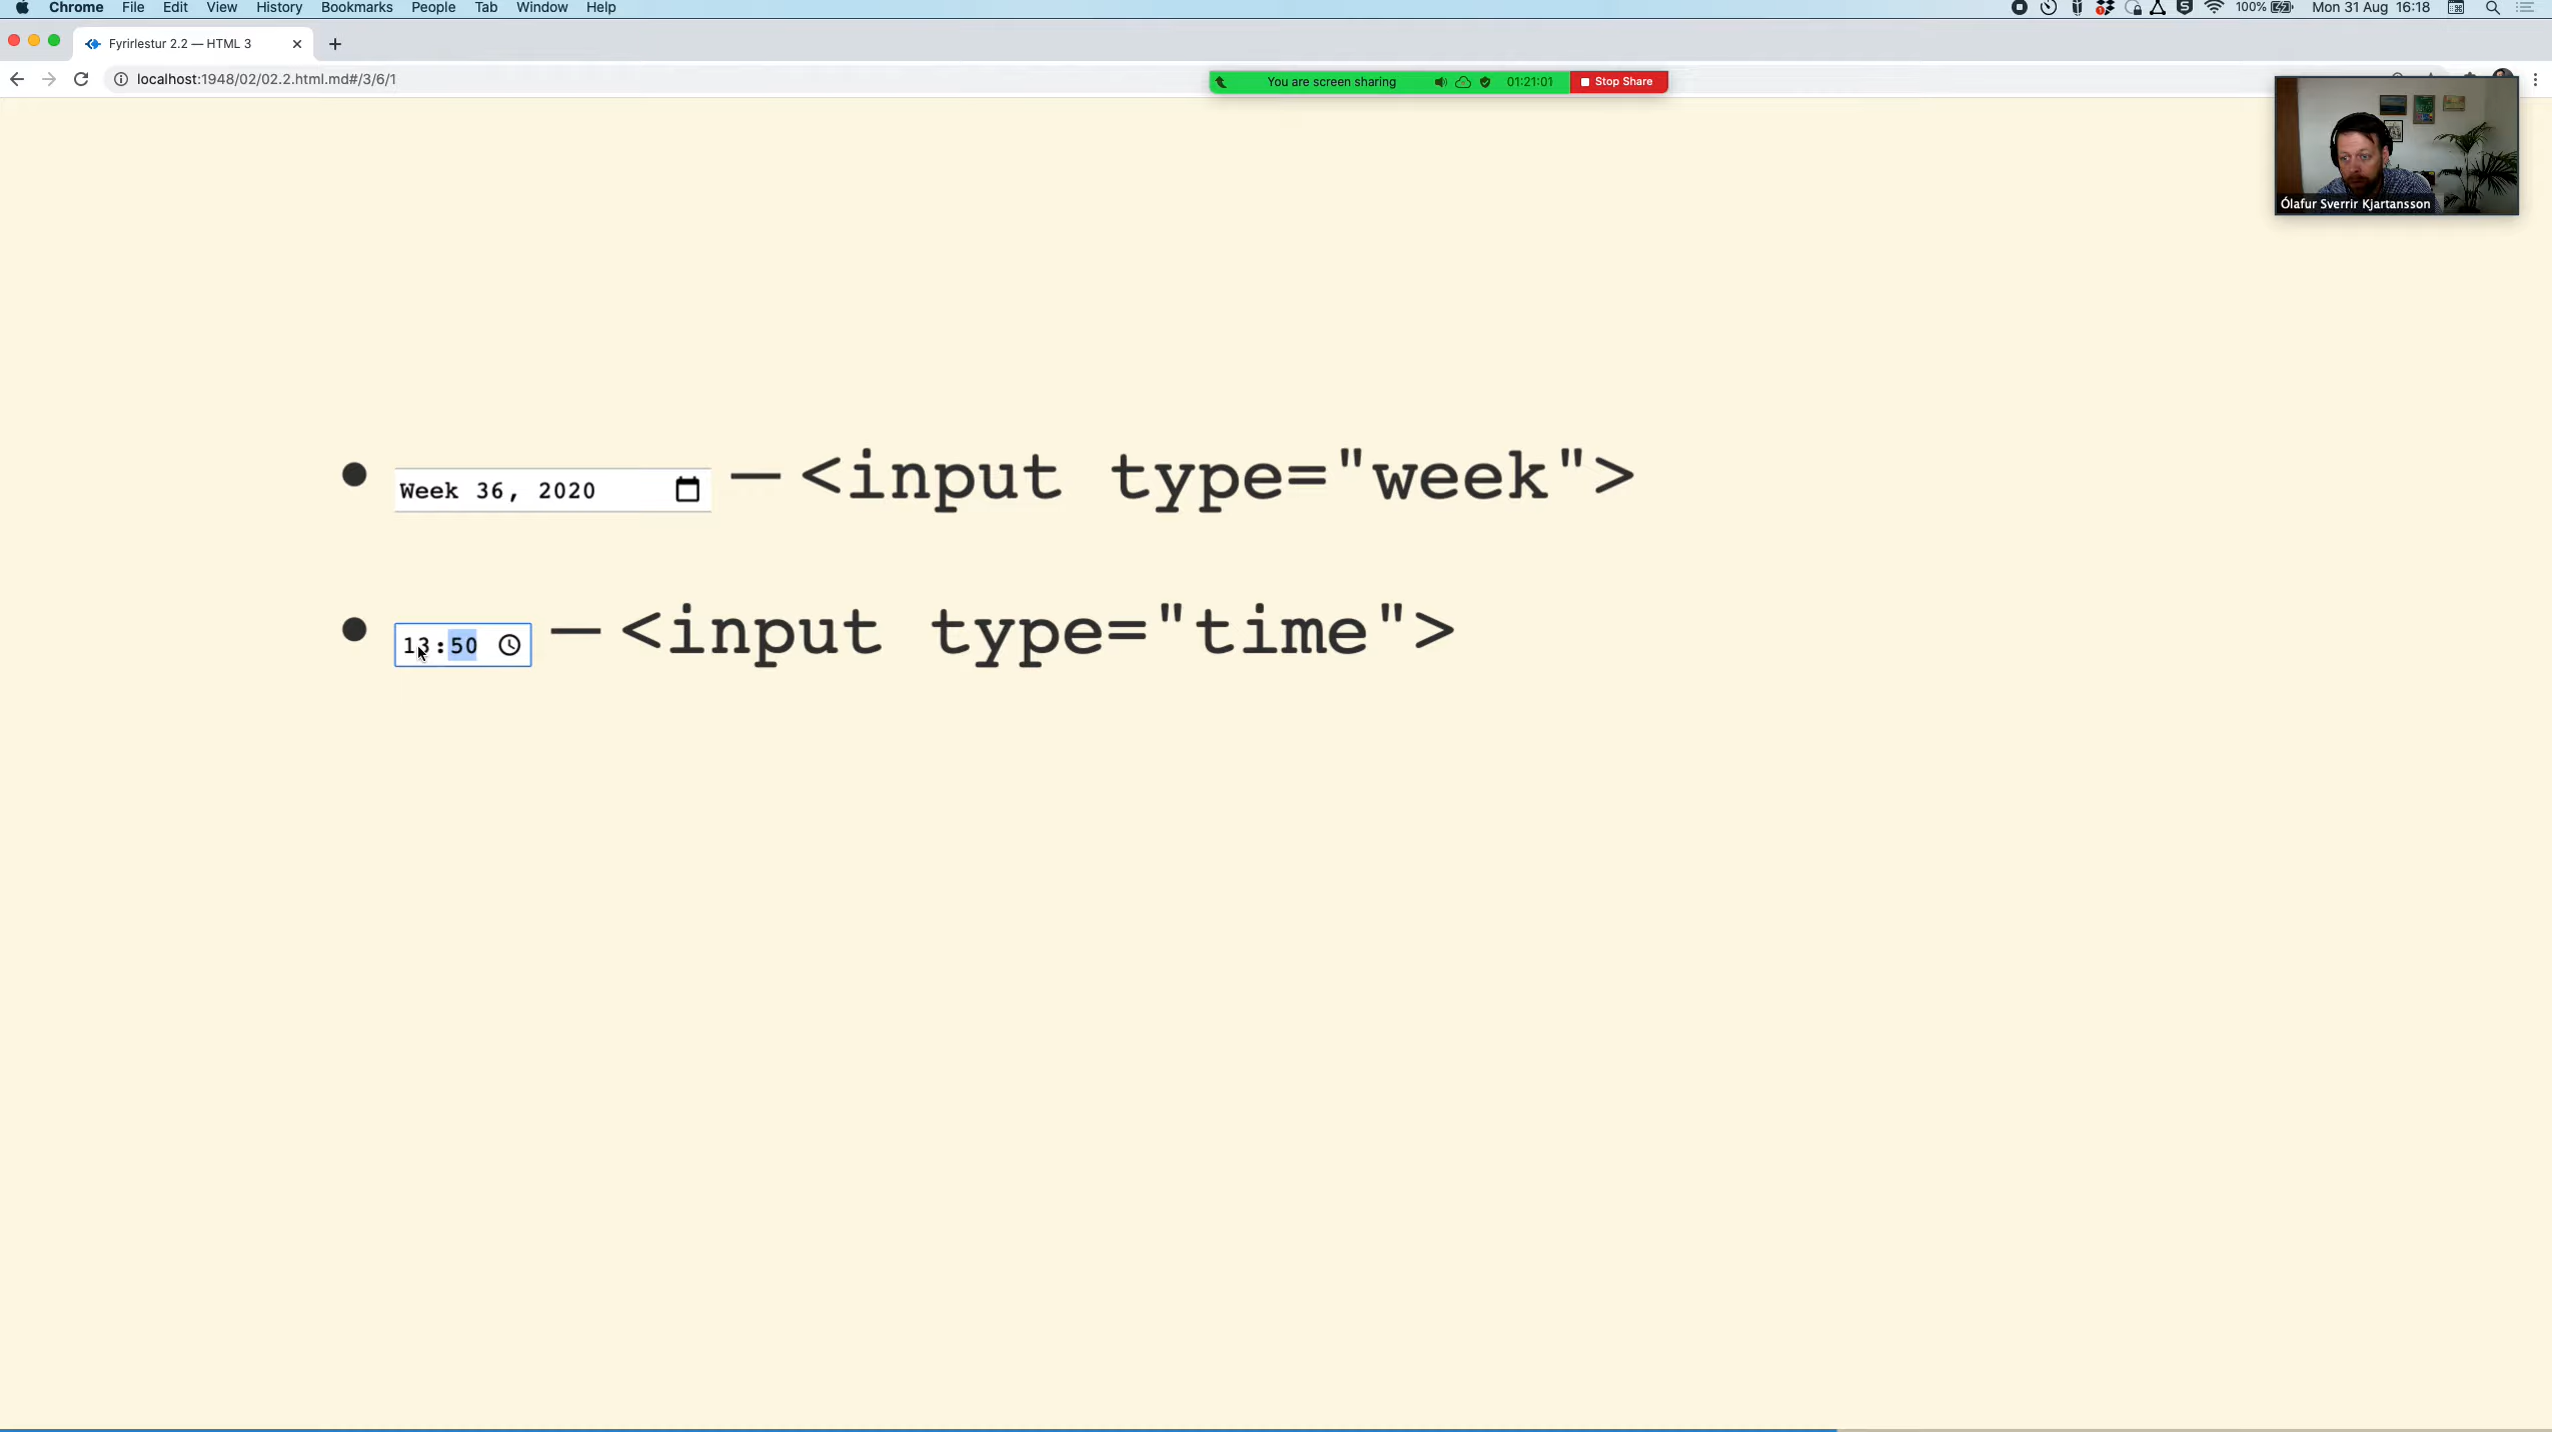 Chrome File Edit View History Bookmarks People Tab Window Help 100% Mon 31 Aug 16:18
Fyrirlestur 2.2 — HTML 3
localhost:1948/02/02.2.html.md#/3/6/1
You are screen sharing 01:21:01 Stop Share
Ólafur Sverrir Kjartansson
Week 36, 2020 — <input type="week">
13:50 — <input type="time">